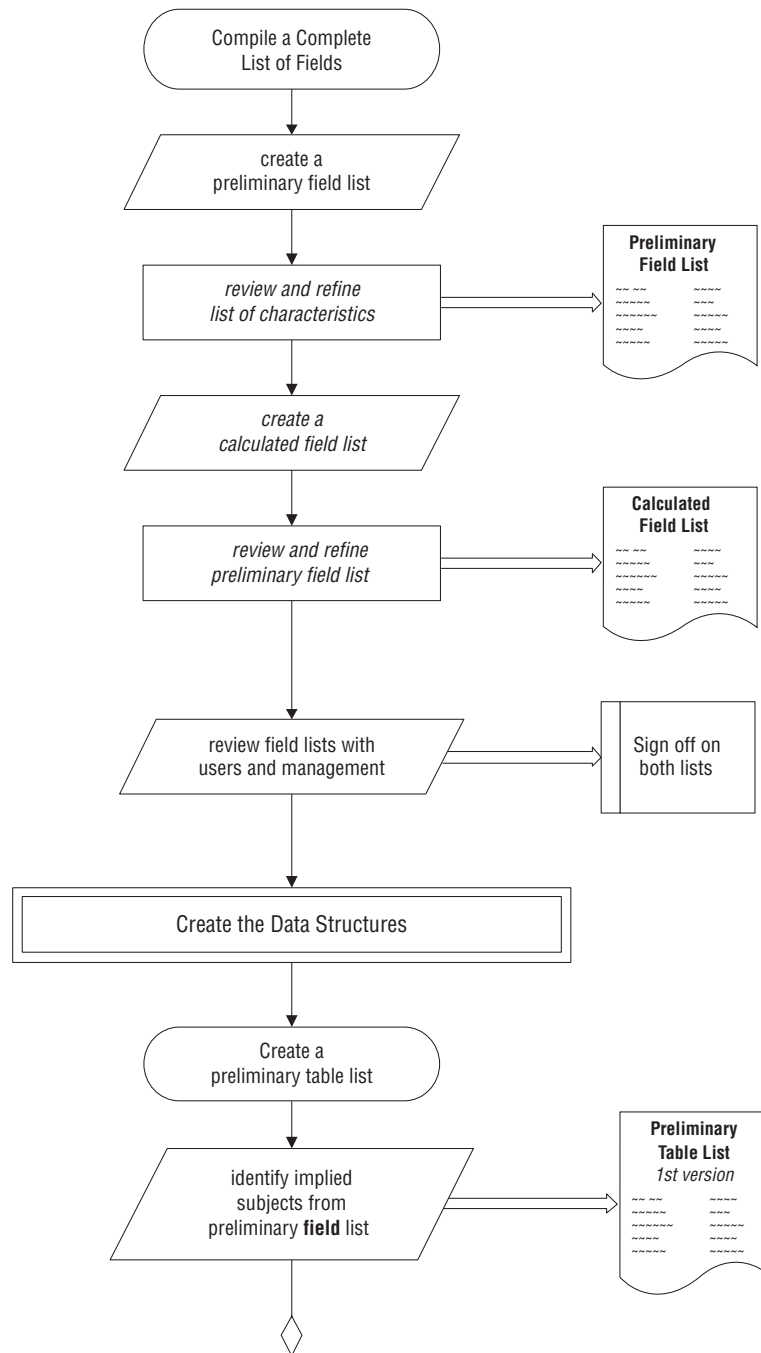 Compile a Complete
List of Fields
create a
preliminary field list
review and refine
list of characteristics
Preliminary
Field List
~~ ~~ ~~~~
~~~~~ ~~~
~~~~~~ ~~~~~
~~~~ ~~~~
~~~~~ ~~~~~
create a
calculated field list
review and refine
preliminary field list
Calculated
Field List
~~ ~~ ~~~~
~~~~~ ~~~
~~~~~~ ~~~~~
~~~~ ~~~~
~~~~~ ~~~~~
review field lists with
users and management
Sign off on
both lists
Create the Data Structures
Create a
preliminary table list
identify implied
subjects from
preliminary field list
Preliminary
Table List
1st version
~~ ~~ ~~~~
~~~~~ ~~~
~~~~~~ ~~~~~
~~~~ ~~~~
~~~~~ ~~~~~